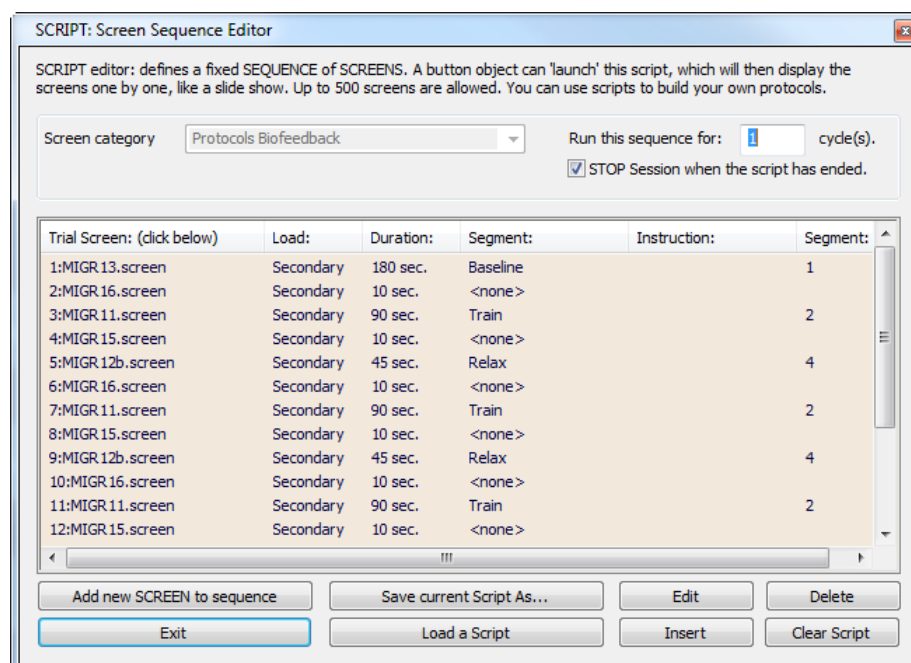 SCRIPT: Screen Sequence Editor
SCRIPT editor: defines a fixed SEQUENCE of SCREENS. A button object can 'launch' this script, which will then display the
screens one by one, like a slide show. Up to 500 screens are allowed. You can use scripts to build your own protocols.
Screen category Protocols Biofeedback Run this sequence for: 1 cycle(s).
STOP Session when the script has ended.
Trial Screen: (click below) Load: Duration: Segment: Instruction: Segment:
1:MIGR13.screen Secondary 180 sec. Baseline 1
2:MIGR16.screen Secondary 10 sec. <none>
3:MIGR11.screen Secondary 90 sec. Train 2
4:MIGR15.screen Secondary 10 sec. <none>
5:MIGR12b.screen Secondary 45 sec. Relax 4
6:MIGR16.screen Secondary 10 sec. <none>
7:MIGR11.screen Secondary 90 sec. Train 2
8:MIGR15.screen Secondary 10 sec. <none>
9:MIGR12b.screen Secondary 45 sec. Relax 4
10:MIGR16.screen Secondary 10 sec. <none>
11:MIGR11.screen Secondary 90 sec. Train 2
12:MIGR15.screen Secondary 10 sec. <none>
Add new SCREEN to sequence Save current Script As... Edit Delete
Exit Load a Script Insert Clear Script